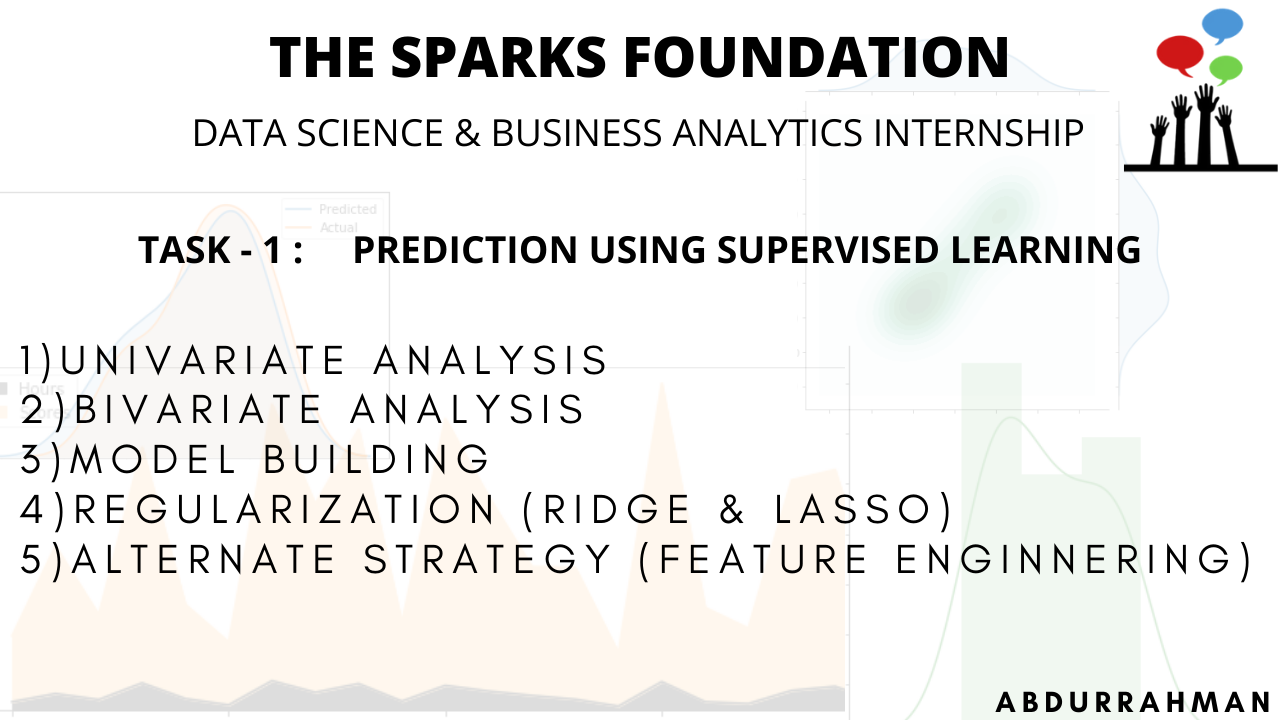 THE SPARKS FOUNDATION
DATA SCIENCE & BUSINESS ANALYTICS INTERNSHIP
Predicted
Actual
TASK - 1 : PREDICTION USING SUPERVISED LEARNING
1)UNIVARIATE ANALYSIS
Hours
2)BIVARIATE ANALYSIS
Scores
3)MODEL BUILDING
4)REGULARIZATION (RIDGE & LASSO)
5)ALTERNATE STRATEGY (FEATURE ENGINNERING)
ABDURRAHMAN